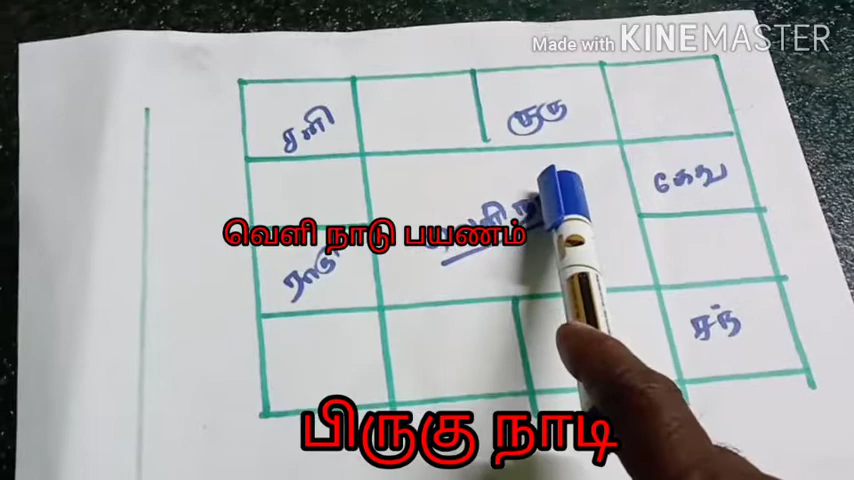 Made with KINEMASTER
சனி
குரு
கேது
வெளி நாடு பயணம்
ராகு
சந்
பிருகு நாடி